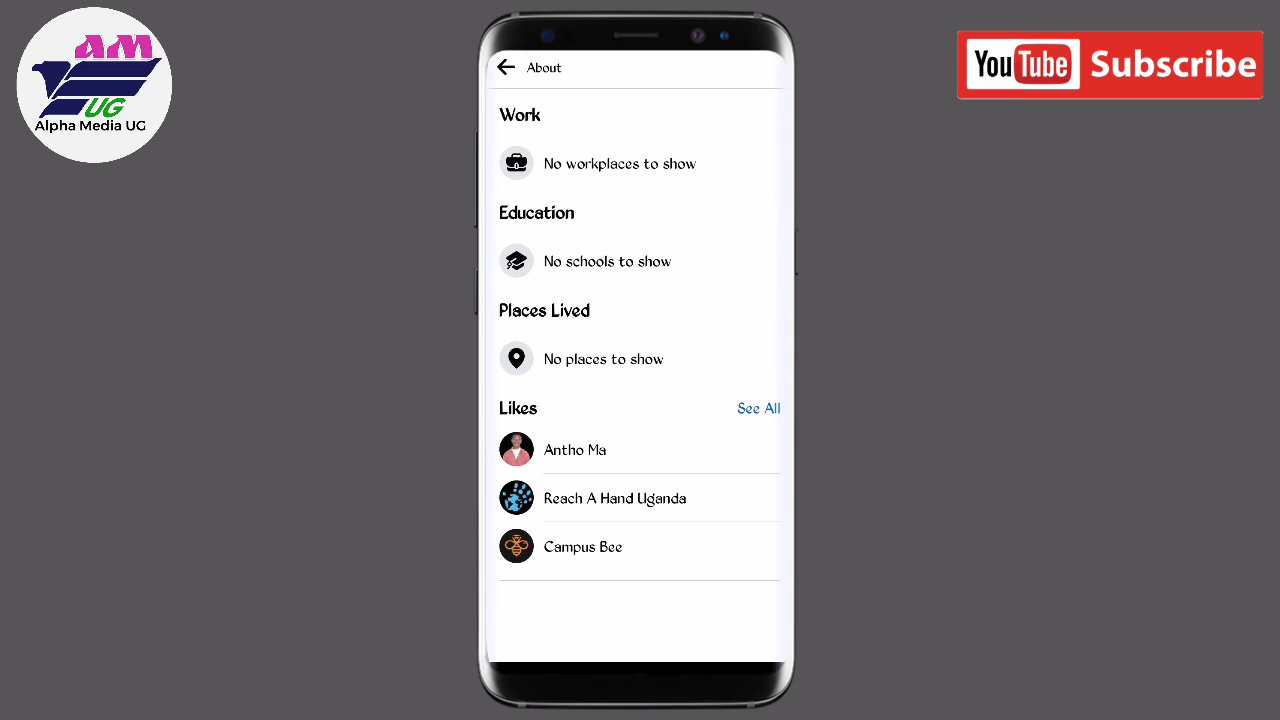 AM
UG
Alpha Media UG
YouTube Subscribe
About
Work
No workplaces to show
Education
No schools to show
Places Lived
No places to show
Likes
See All
Antho Ma
Reach A Hand Uganda
Campus Bee